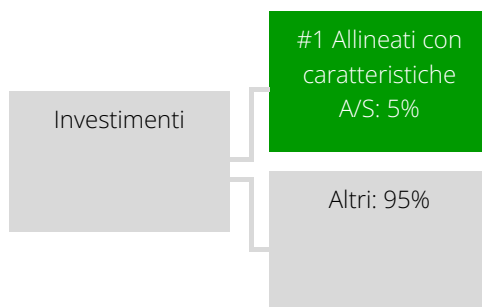 Investimenti
#1 Allineati con
caratteristiche
A/S: 5%
Altri: 95%